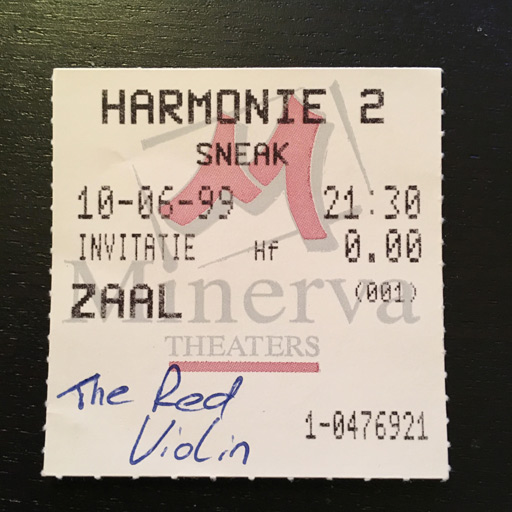 HARMONIE 2
SNEAK
10-06-99 21:30
INVITATIE Hf 0.00
ZAAL (001)
Minerva
THEATERS
The Red
Violin
1-0476921